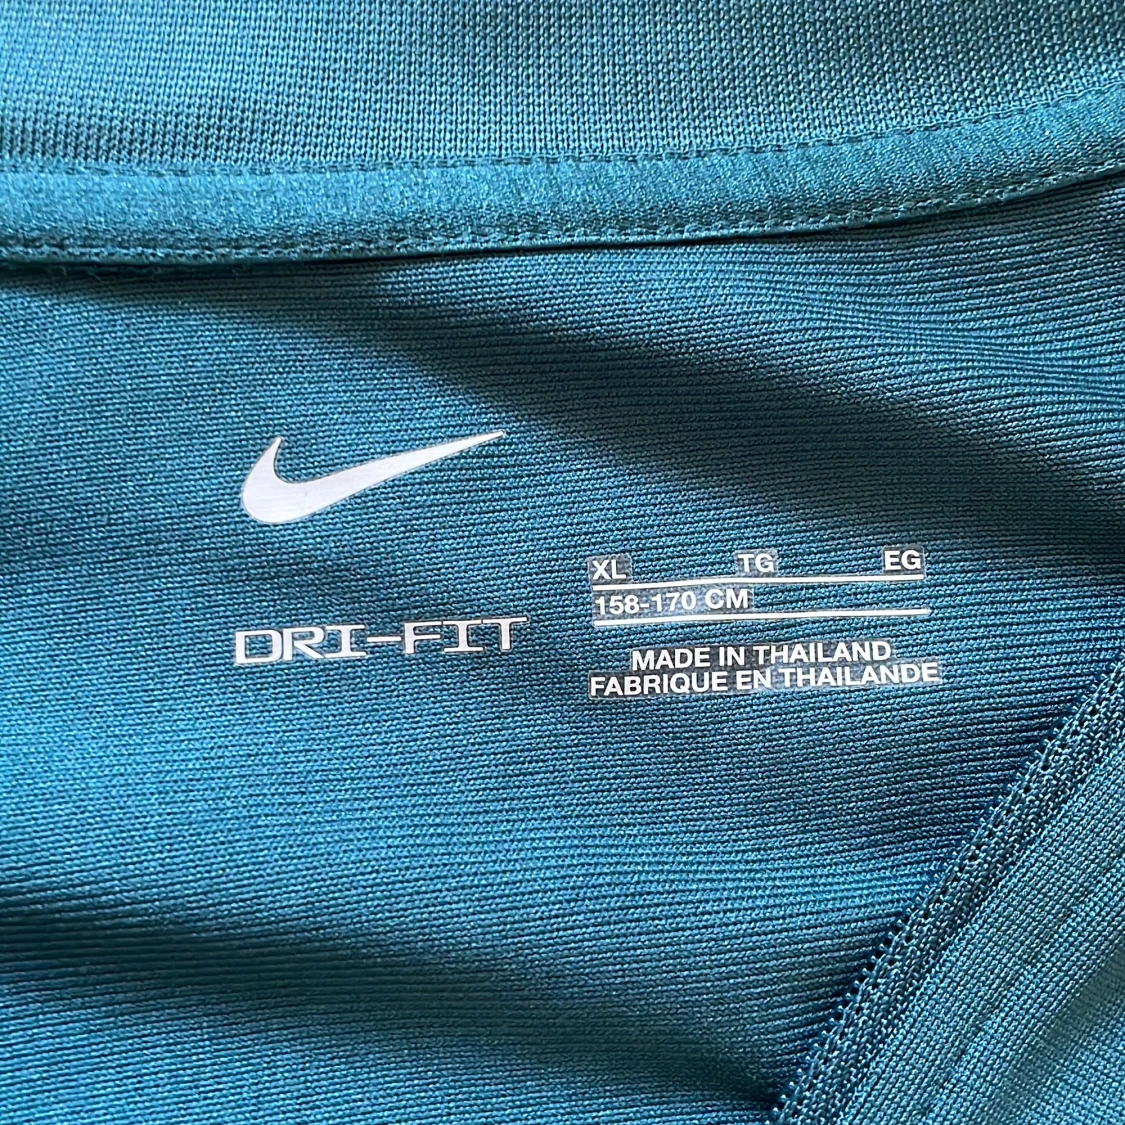 DRI-FIT
XL TG EG
158-170 CM
MADE IN THAILAND
FABRIQUE EN THAILANDE